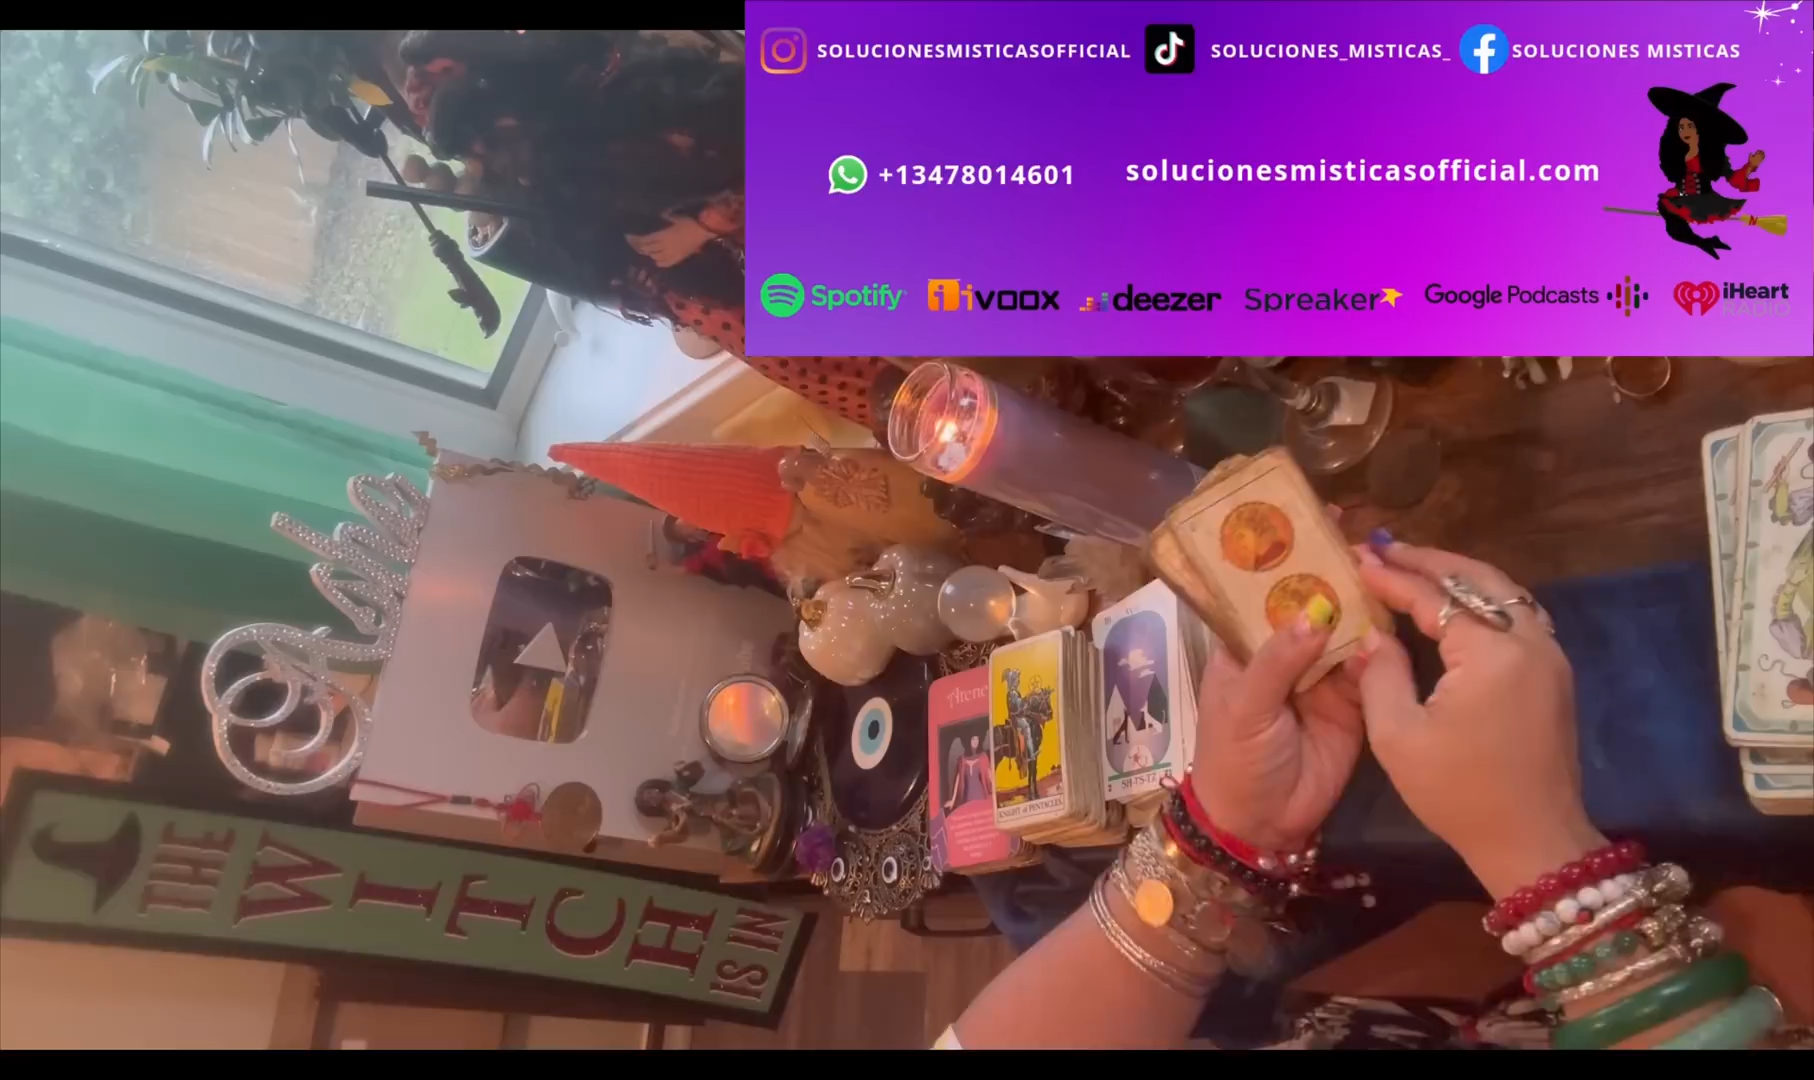 SOLUCIONESMISTICASOFFICIAL
SOLUCIONES_MISTICAS_
SOLUCIONES MISTICAS
+13478014601
solucionesmisticasofficial.com
Spotify
ivoox
deezer
Spreaker
Google Podcasts
iHeart
RADIO
KNIGHT of PENTACLES
THE
WITCH
IS IN